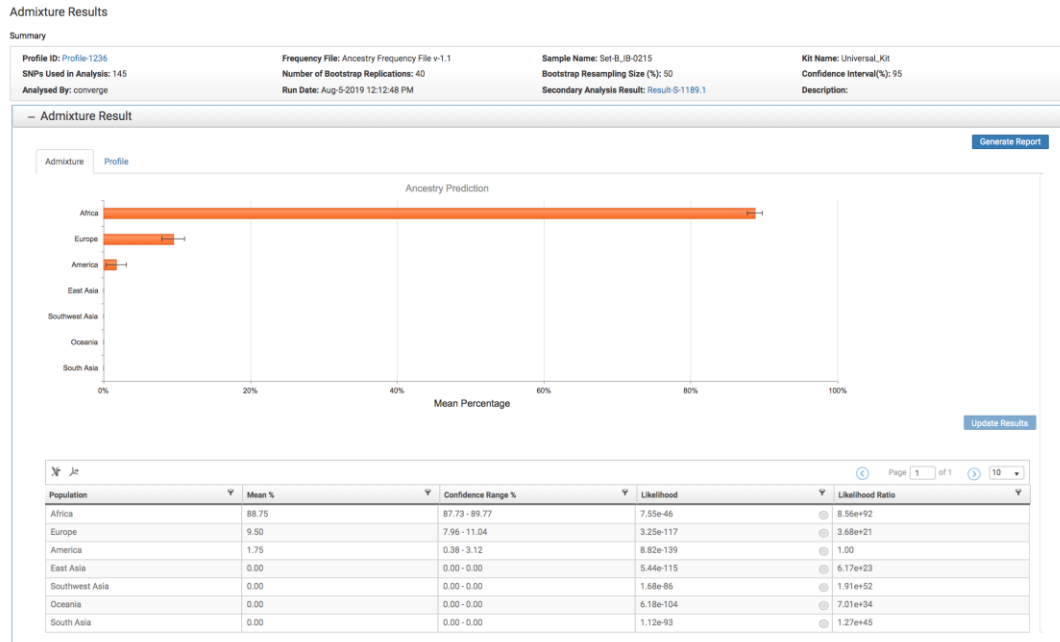 Admixture Results
Summary
Profile ID: Profile-1236 Frequency File: Ancestry Frequency File v-1.1 Sample Name: Set-B_IB-0215 Kit Name: Universal_Kit
SNPs Used in Analysis: 145 Number of Bootstrap Replications: 40 Bootstrap Resampling Size (%): 50 Confidence Interval(%): 95
Analysed By: converge Run Date: Aug-5-2019 12:12:48 PM Secondary Analysis Result: Result-S-1189.1 Description:
– Admixture Result
Generate Report
Admixture Profile
Ancestry Prediction
Africa
Europe
America
East Asia
Southwest Asia
Oceania
South Asia
0% 20% 40% 60% 80% 100%
Mean Percentage
Update Results
Page 1 of 1 10
Population Mean % Confidence Range % Likelihood Likelihood Ratio
Africa 88.75 87.73 - 89.77 7.55e-46 8.56e+92
Europe 9.50 7.96 - 11.04 3.25e-117 3.68e+21
America 1.75 0.38 - 3.12 8.82e-139 1.00
East Asia 0.00 0.00 - 0.00 5.44e-115 6.17e+23
Southwest Asia 0.00 0.00 - 0.00 1.68e-86 1.91e+52
Oceania 0.00 0.00 - 0.00 6.18e-104 7.01e+34
South Asia 0.00 0.00 - 0.00 1.12e-93 1.27e+45